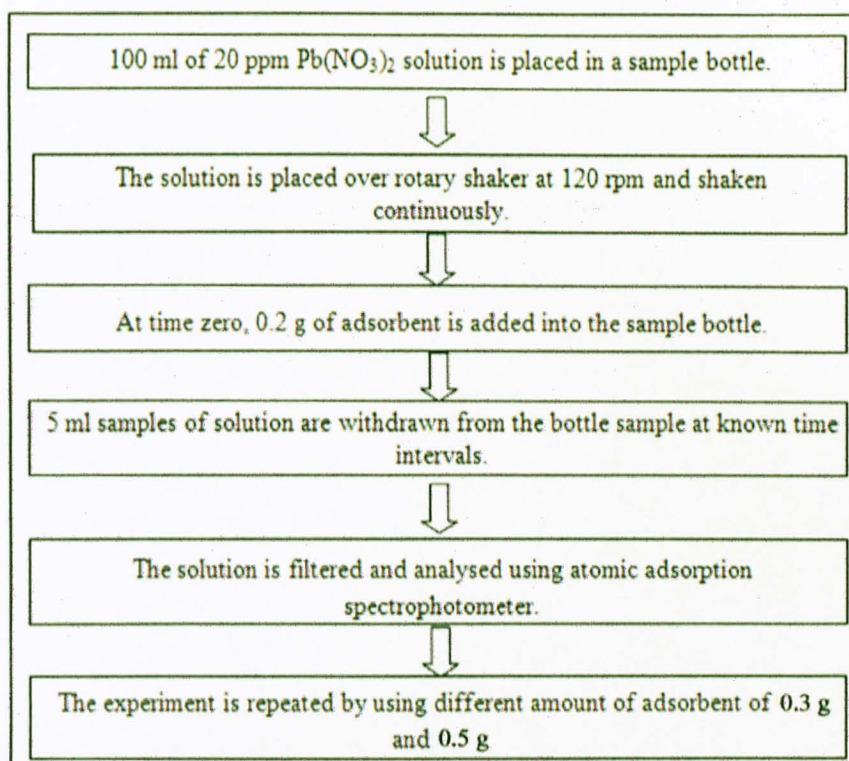 100 ml of 20 ppm Pb(NO₃)₂ solution is placed in a sample bottle.
The solution is placed over rotary shaker at 120 rpm and shaken
continuously.
At time zero, 0.2 g of adsorbent is added into the sample bottle.
5 ml samples of solution are withdrawn from the bottle sample at known time
intervals.
The solution is filtered and analysed using atomic adsorption
spectrophotometer.
The experiment is repeated by using different amount of adsorbent of 0.3 g
and 0.5 g